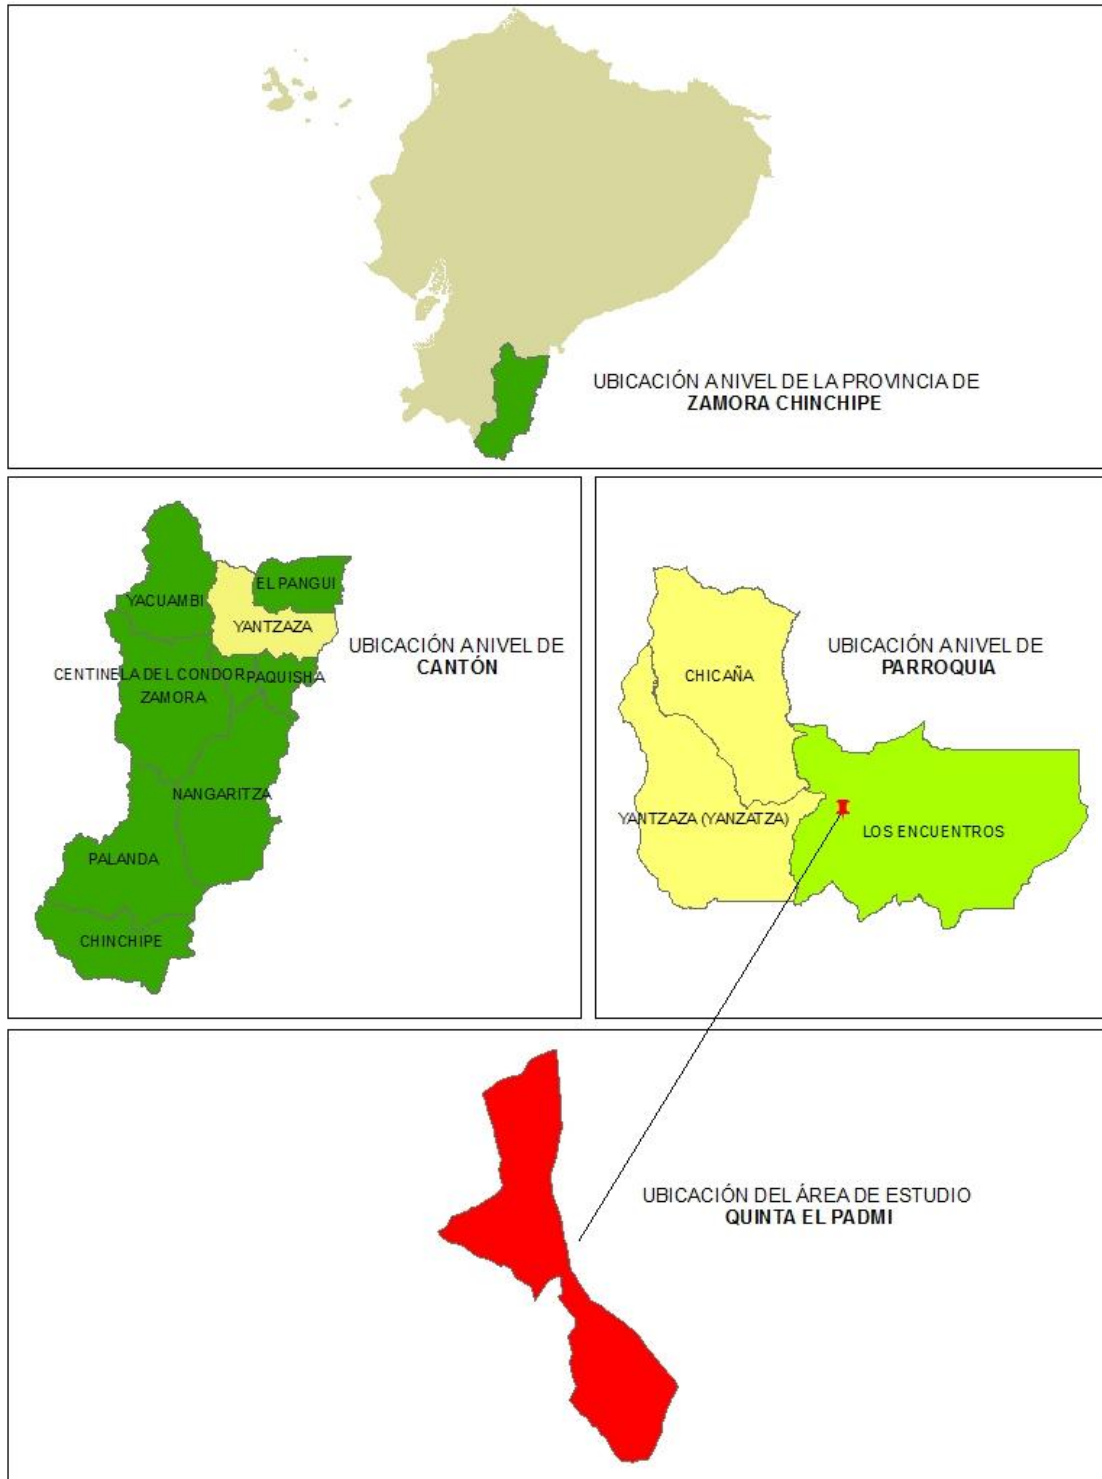 UBICACIÓN A NIVEL DE LA PROVINCIA DE
ZAMORA CHINCHIPE
EL PANGUI
YACUAMBI
YANTZAZA
CENTINELA DEL CONDOR
PAQUISHA
ZAMORA
NANGARITZA
PALANDA
CHINCHIPE
UBICACIÓN A NIVEL DE
CANTÓN
UBICACIÓN A NIVEL DE
PARROQUIA
CHICAÑA
YANTZAZA (YANZATZA)
LOS ENCUENTROS
UBICACIÓN DEL ÁREA DE ESTUDIO
QUINTA EL PADMI